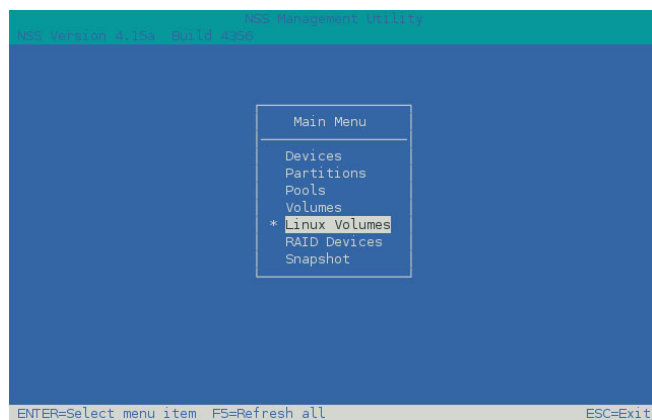 NSS Management Utility
NSS Version 4.15a Build 4356
Main Menu
Devices
Partitions
Pools
Volumes
* Linux Volumes
RAID Devices
Snapshot
ENTER=Select menu item F5=Refresh all ESC=Exit